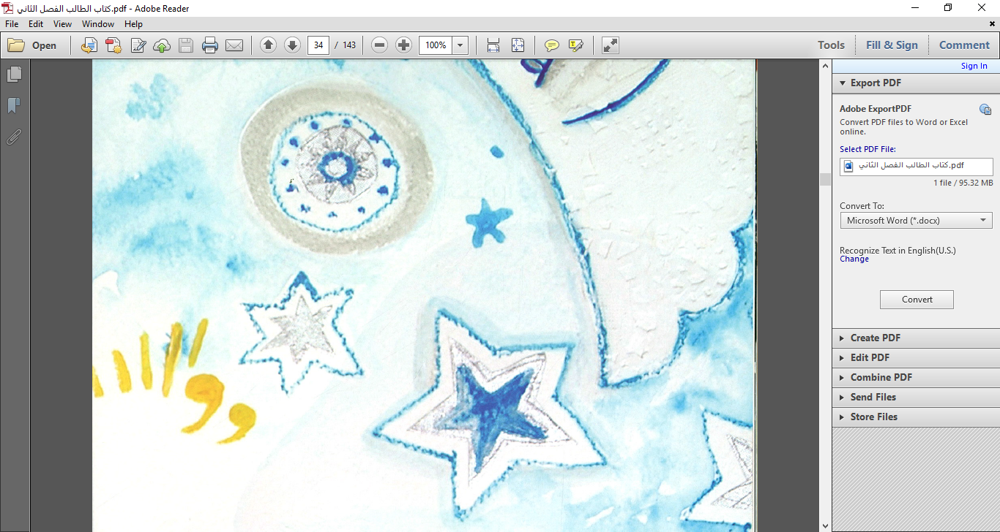 كتاب الطالب الفصل الثاني.pdf - Adobe Reader
File Edit View Window Help
Open 34 / 143 100% Tools Fill & Sign Comment
Sign In
Export PDF
Adobe ExportPDF
Convert PDF files to Word or Excel
online.
Select PDF File:
كتاب الطالب الفصل الثاني.pdf
1 file / 95.32 MB
Convert To:
Microsoft Word (*.docx)
Recognize Text in English(U.S.)
Change
Convert
Create PDF
Edit PDF
Combine PDF
Send Files
Store Files